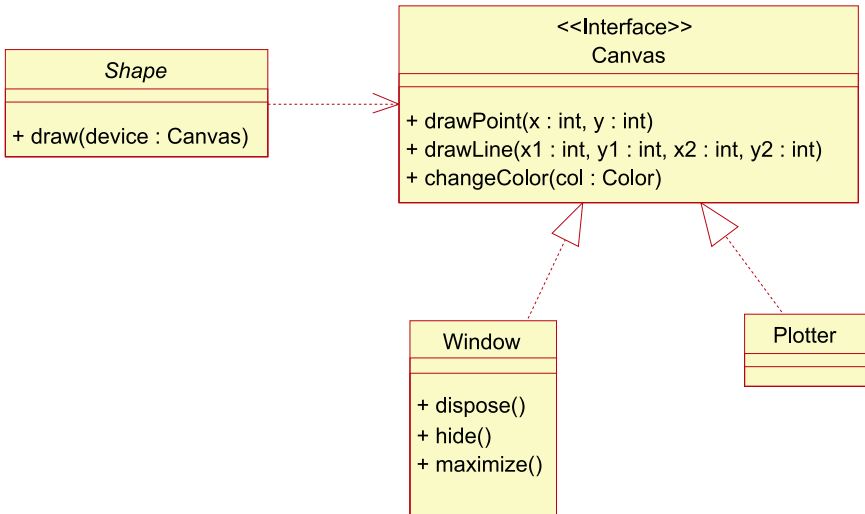 Shape
+ draw(device : Canvas)
<<Interface>>
Canvas
+ drawPoint(x : int, y : int)
+ drawLine(x1 : int, y1 : int, x2 : int, y2 : int)
+ changeColor(col : Color)
Window
+ dispose()
+ hide()
+ maximize()
Plotter